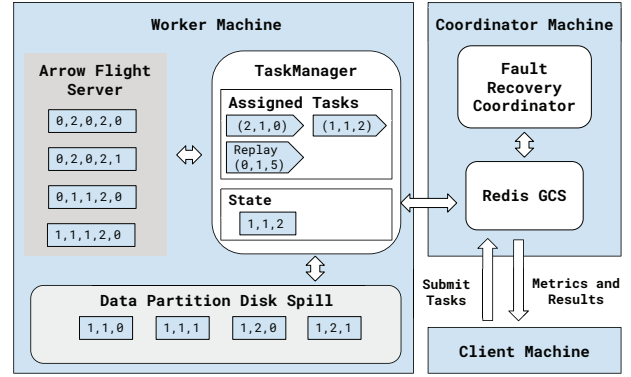 Worker Machine
Arrow Flight
Server
0,2,0,2,0
0,2,0,2,1
0,1,1,2,0
1,1,1,2,0
TaskManager
Assigned Tasks
(2,1,0)
(1,1,2)
Replay
(0,1,5)
State
1,1,2
Data Partition Disk Spill
1,1,0
1,1,1
1,2,0
1,2,1
Coordinator Machine
Fault
Recovery
Coordinator
Redis GCS
Submit
Tasks
Metrics and
Results
Client Machine